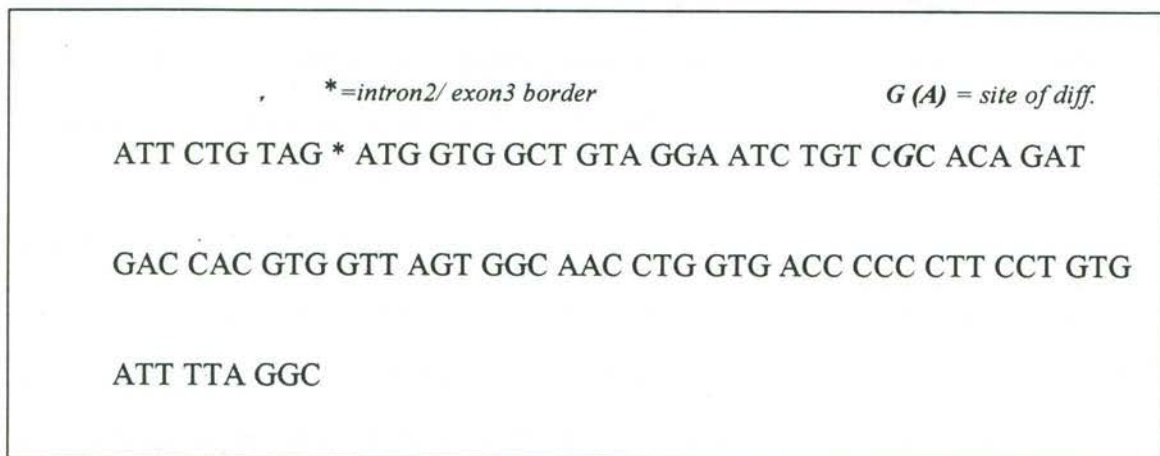 *=intron2/ exon3 border G (A) = site of diff.
ATT CTG TAG * ATG GTG GCT GTA GGA ATC TGT CGC ACA GAT
GAC CAC GTG GTT AGT GGC AAC CTG GTG ACC CCC CTT CCT GTG
ATT TTA GGC